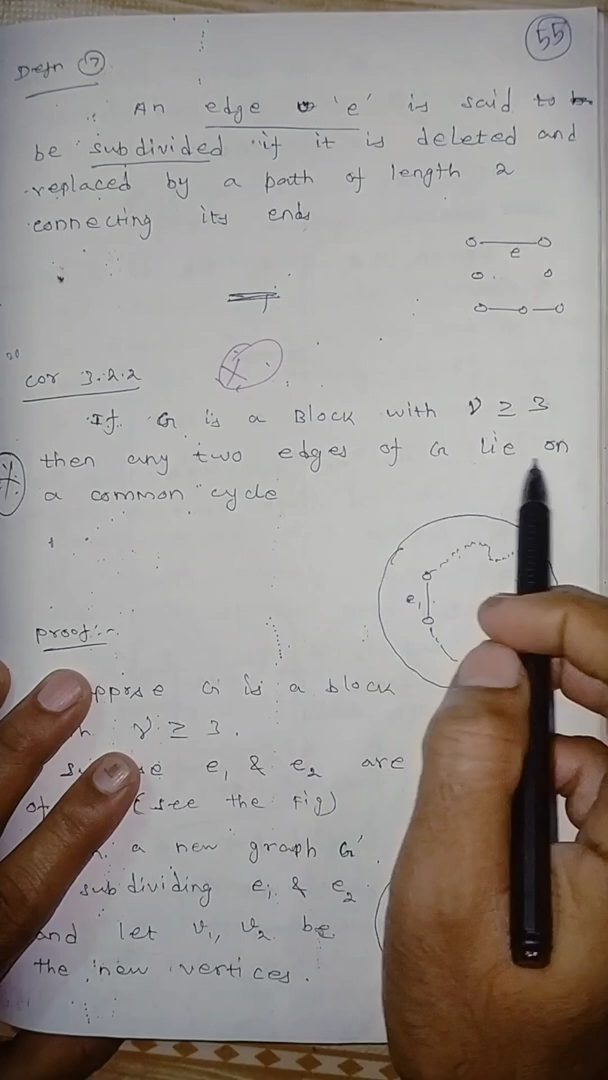 55
Defn 7
An edge 'e' is said to
be subdivided if it is deleted and
replaced by a path of length 2
connecting its ends
e
Cor 3.2.2
If G is a Block with ν ≥ 3
then any two edges of G lie on
a common cycle
e1
proof:-
G is a block
ν ≥ 3.
e1 & e2 are
of (see the Fig)
a new graph G'
subdividing e1 & e2
and let v1, v2 be
the new vertices.